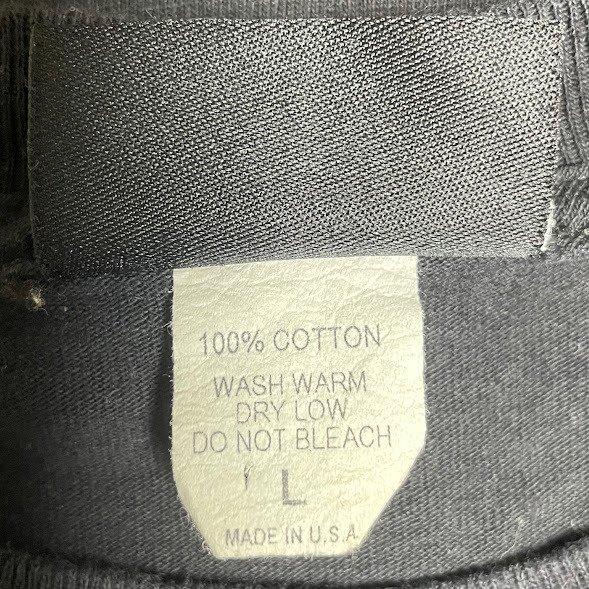 100% COTTON
WASH WARM
DRY LOW
DO NOT BLEACH
L
MADE IN U.S.A.